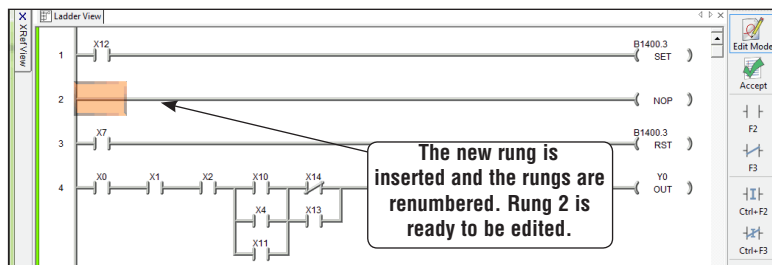 XRef View
Ladder View
1
X12
B1400.3
SET
2
NOP
3
X7
B1400.3
RST
4
X0
X1
X2
X10
X14
Y0
OUT
X4
X13
X11
The new rung is
inserted and the rungs are
renumbered. Rung 2 is
ready to be edited.
Edit Mode
Accept
F2
F3
Ctrl+F2
Ctrl+F3